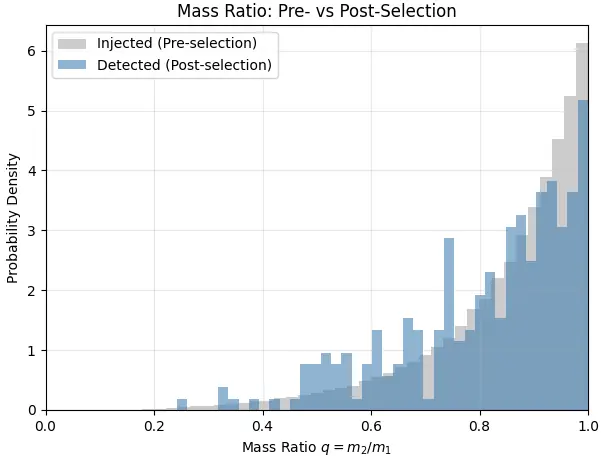 Mass Ratio: Pre- vs Post-Selection
Injected (Pre-selection)
Detected (Post-selection)
Probability Density
6
5
4
3
2
1
0
0.0 0.2 0.4 0.6 0.8 1.0
Mass Ratio q = m₂/m₁